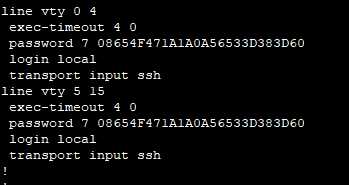 line vty 0 4
exec-timeout 4 0
password 7 08654F471A1A0A56533D383D60
login local
transport input ssh
line vty 5 15
exec-timeout 4 0
password 7 08654F471A1A0A56533D383D60
login local
transport input ssh
!